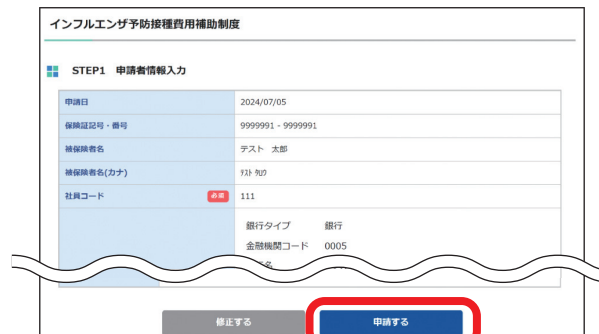 インフルエンザ予防接種費用補助制度
STEP1 申請者情報入力
申請日 2024/07/05
保険証記号・番号 9999991 - 9999991
被保険者名 テスト 太郎
被保険者名(カナ) ﾃｽﾄ ﾀﾛｳ
社員コード 必須 111
銀行タイプ 銀行
金融機関コード 0005
修正する 申請する